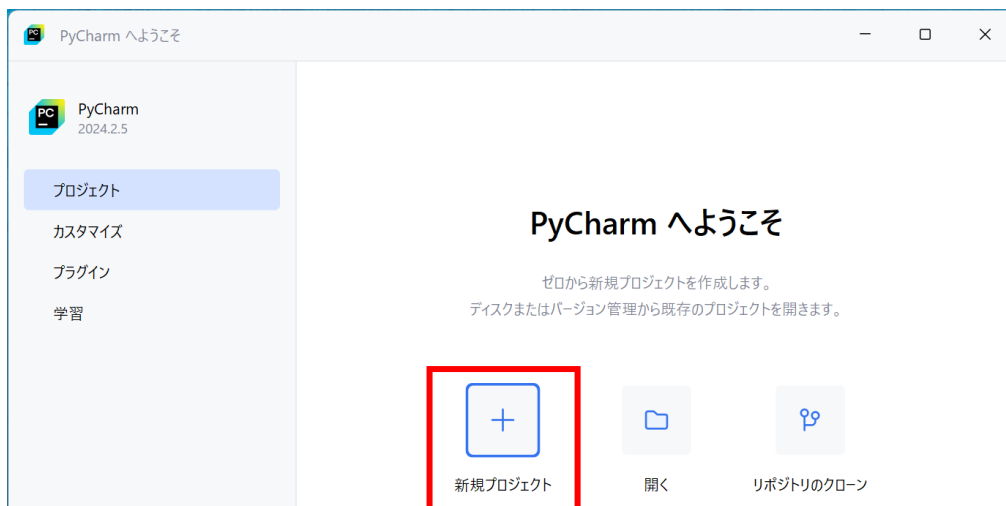 PyCharm へようこそ
PC
PyCharm
2024.2.5
プロジェクト
カスタマイズ
プラグイン
学習
PyCharm へようこそ
ゼロから新規プロジェクトを作成します。
ディスクまたはバージョン管理から既存のプロジェクトを開きます。
新規プロジェクト
開く
リポジトリのクローン